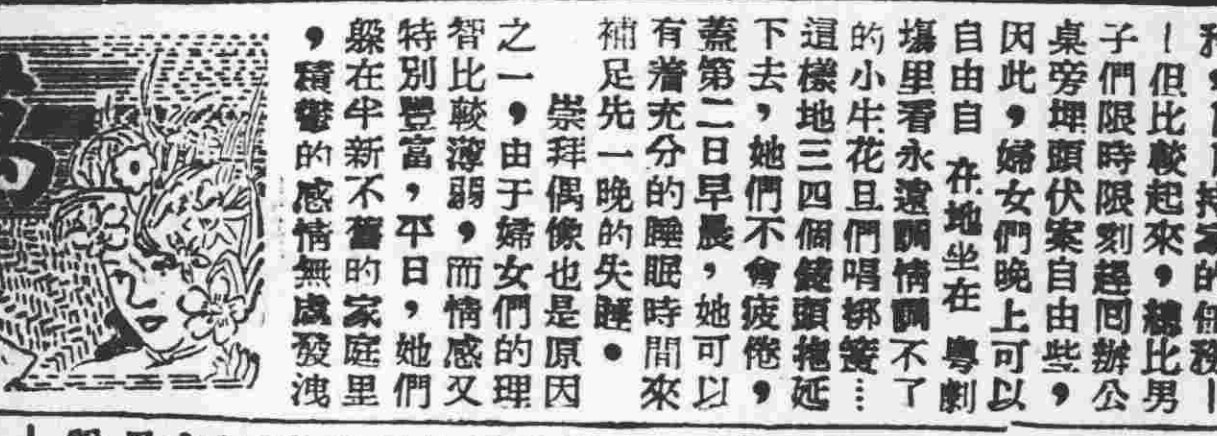 持家的任務｜
｜但比較起來，總比男
子們限時限刻趕回辦公
桌旁埋頭伏案自由些，
因此，婦女們晚上可以
自由自在地坐在粵劇
場里看永遠調情調不了
的小生花旦們唱梆簧…
這樣地三四個鐘頭拖延
下去，她們不會疲倦，
蓋第二日早晨，她可以
有着充分的睡眠時間來
補足先一晚的失睡。
崇拜偶像也是原因
之一，由于婦女們的理
智比較薄弱，而情感又
特別豐富，平日，她們
躲在半新不舊的家庭里
，積鬱的感情無處發洩